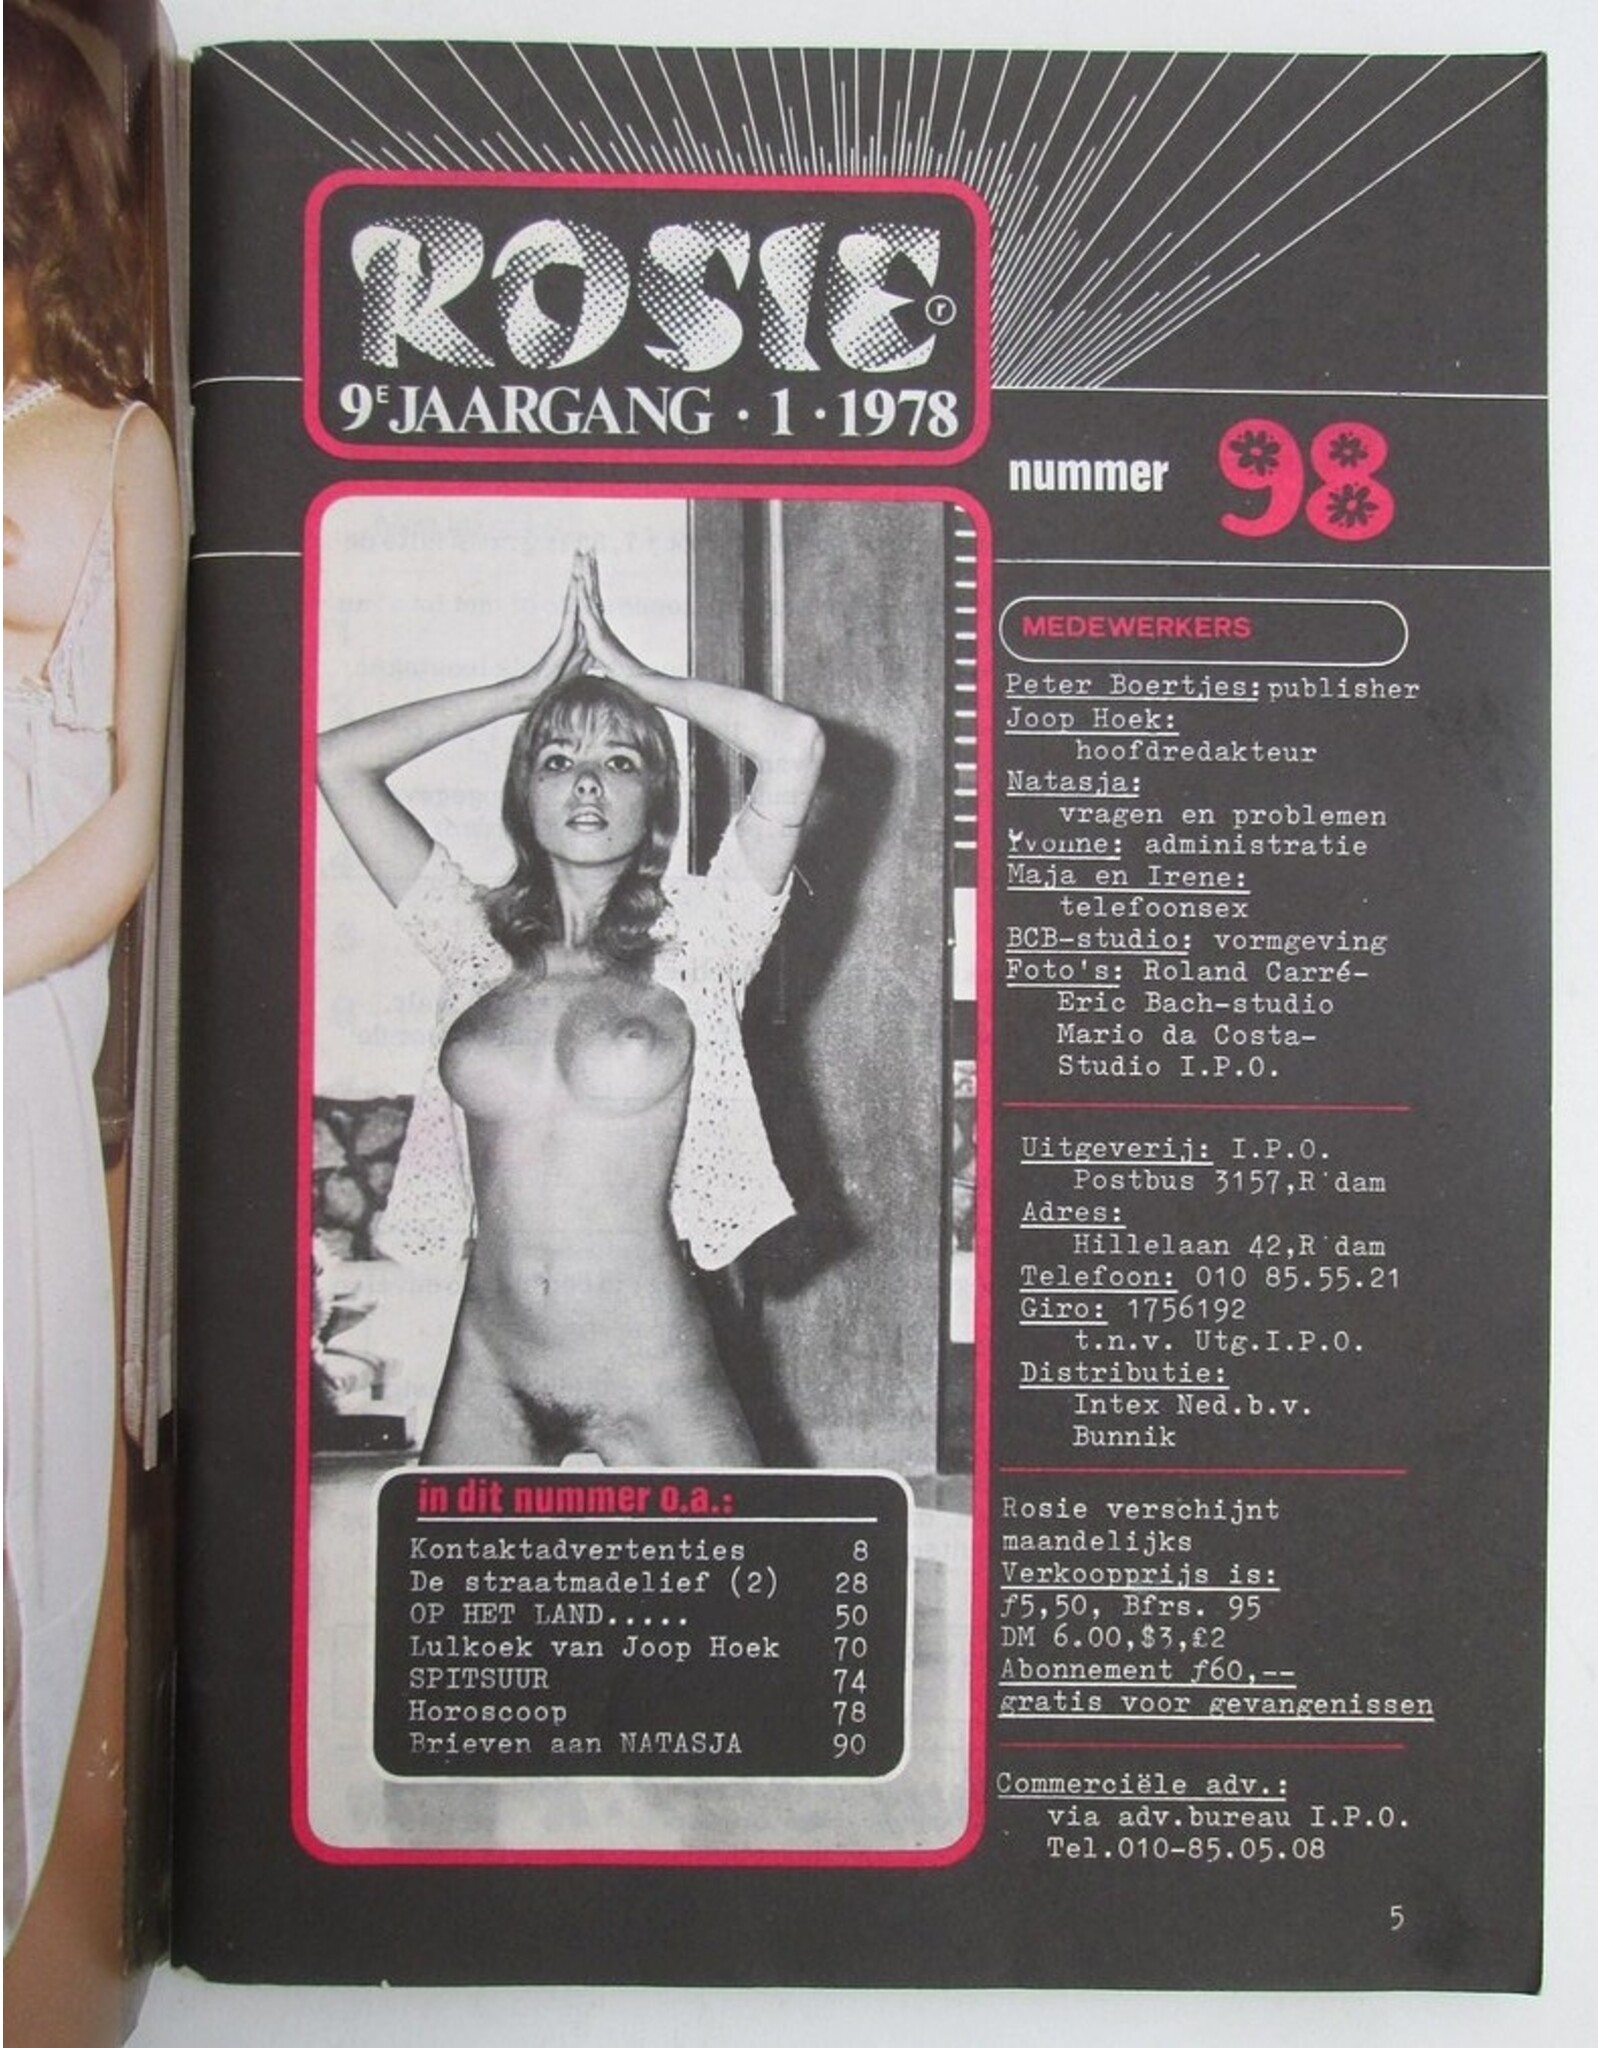 ROSIE r
9E JAARGANG · 1 · 1978
nummer 98
MEDEWERKERS
Peter Boertjes: publisher
Joop Hoek:
hoofdredakteur
Natasja:
vragen en problemen
Yvonne: administratie
Maja en Irene:
telefoonsex
BCB-studio: vormgeving
Foto's: Roland Carré-
Eric Bach-studio
Mario da Costa-
Studio I.P.O.
Uitgeverij: I.P.O.
Postbus 3157,R'dam
Adres:
Hillelaan 42,R'dam
Telefoon: 010 85.55.21
Giro: 1756192
t.n.v. Utg.I.P.O.
Distributie:
Intex Ned.b.v.
Bunnik
Rosie verschijnt
maandelijks
Verkoopprijs is:
ƒ5,50, Bfrs. 95
DM 6.00,$3,£2
Abonnement ƒ60,--
gratis voor gevangenissen
Commerciële adv.:
via adv.bureau I.P.O.
Tel.010-85.05.08
in dit nummer o.a.:
Kontaktadvertenties 8
De straatmadelief (2) 28
OP HET LAND..... 50
Lulkoek van Joop Hoek 70
SPITSUUR 74
Horoscoop 78
Brieven aan NATASJA 90
5